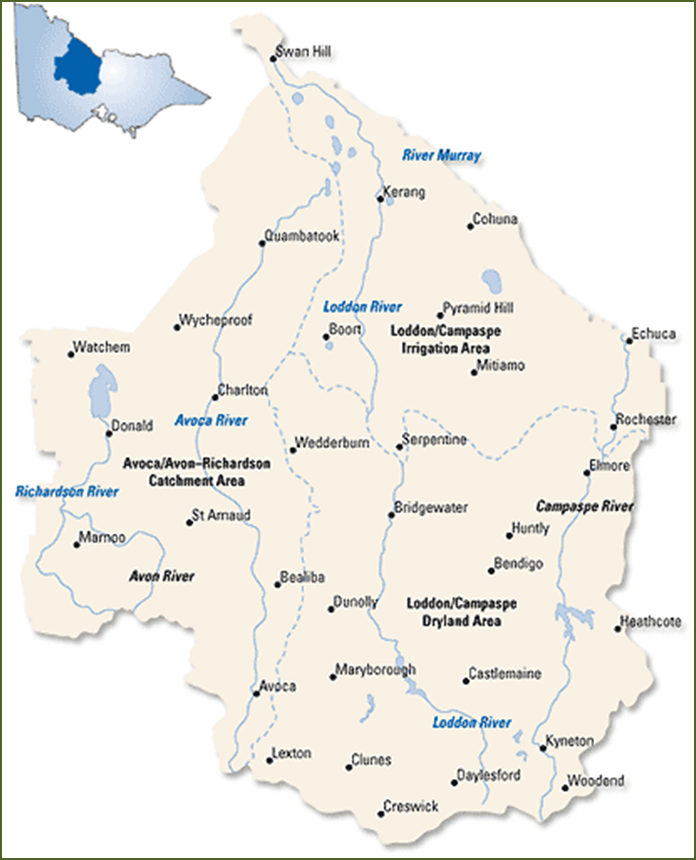 Swan Hill
River Murray
Kerang
Cohuna
Quambatook
Loddon River
Pyramid Hill
Wycheproof
Boort
Loddon/Campaspe
Irrigation Area
Echuca
Watchem
Mitiamo
Charlton
Avoca River
Rochester
Donald
Wedderburn
Serpentine
Avoca/Avon–Richardson
Catchment Area
Elmore
Richardson River
Campaspe River
Bridgewater
St Arnaud
Huntly
Marnoo
Bendigo
Avon River
Bealiba
Dunolly
Loddon/Campaspe
Dryland Area
Heathcote
Maryborough
Castlemaine
Avoca
Loddon River
Kyneton
Lexton
Clunes
Daylesford
Woodend
Creswick